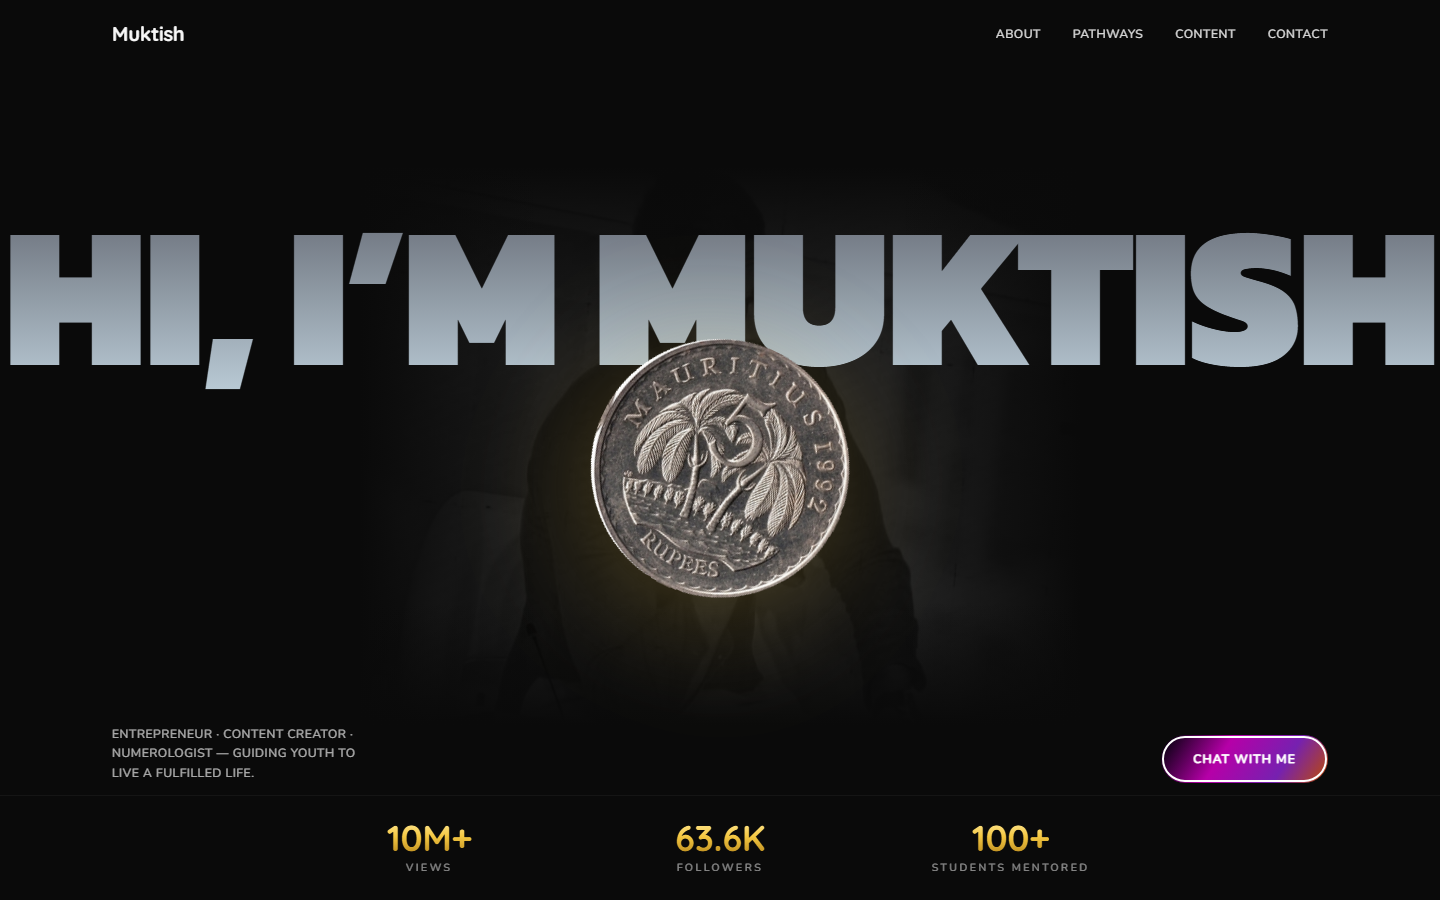 Muktish
ABOUT PATHWAYS CONTENT CONTACT
HI, I’M MUKTISH
MAURITIUS 1992
5
RUPEES
ENTREPRENEUR · CONTENT CREATOR ·
NUMEROLOGIST — GUIDING YOUTH TO
LIVE A FULFILLED LIFE.
CHAT WITH ME
10M+ 63.6K 100+
VIEWS FOLLOWERS STUDENTS MENTORED